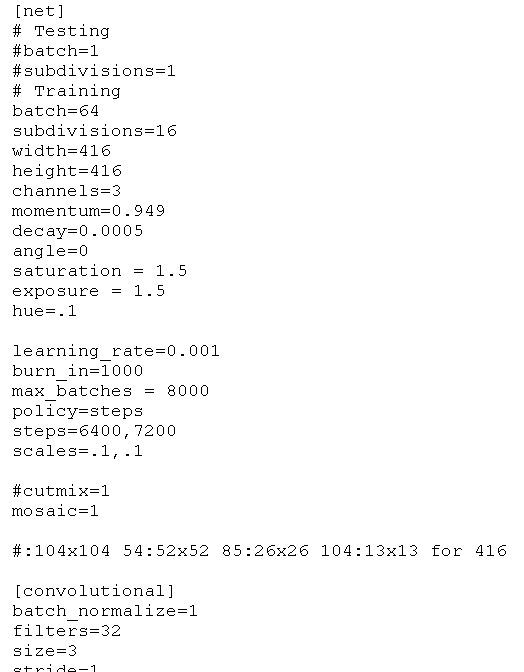 [net]
# Testing
#batch=1
#subdivisions=1
# Training
batch=64
subdivisions=16
width=416
height=416
channels=3
momentum=0.949
decay=0.0005
angle=0
saturation = 1.5
exposure = 1.5
hue=.1
learning_rate=0.001
burn_in=1000
max_batches = 8000
policy=steps
steps=6400,7200
scales=.1,.1
#cutmix=1
mosaic=1
#:104x104 54:52x52 85:26x26 104:13x13 for 416
[convolutional]
batch_normalize=1
filters=32
size=3
stride=1